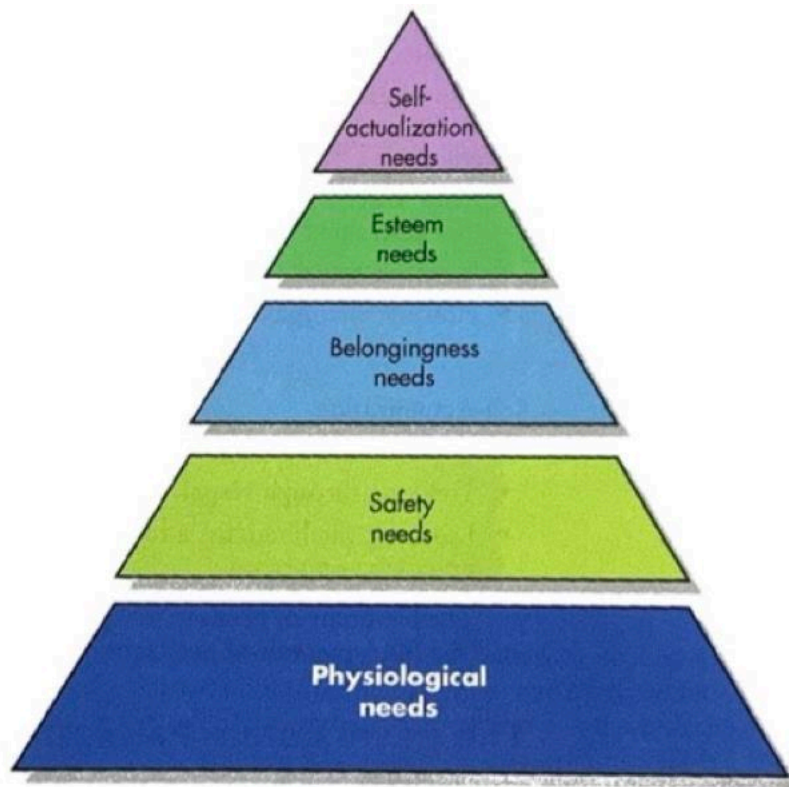 Self-
actualization
needs
Esteem
needs
Belongingness
needs
Safety
needs
Physiological
needs